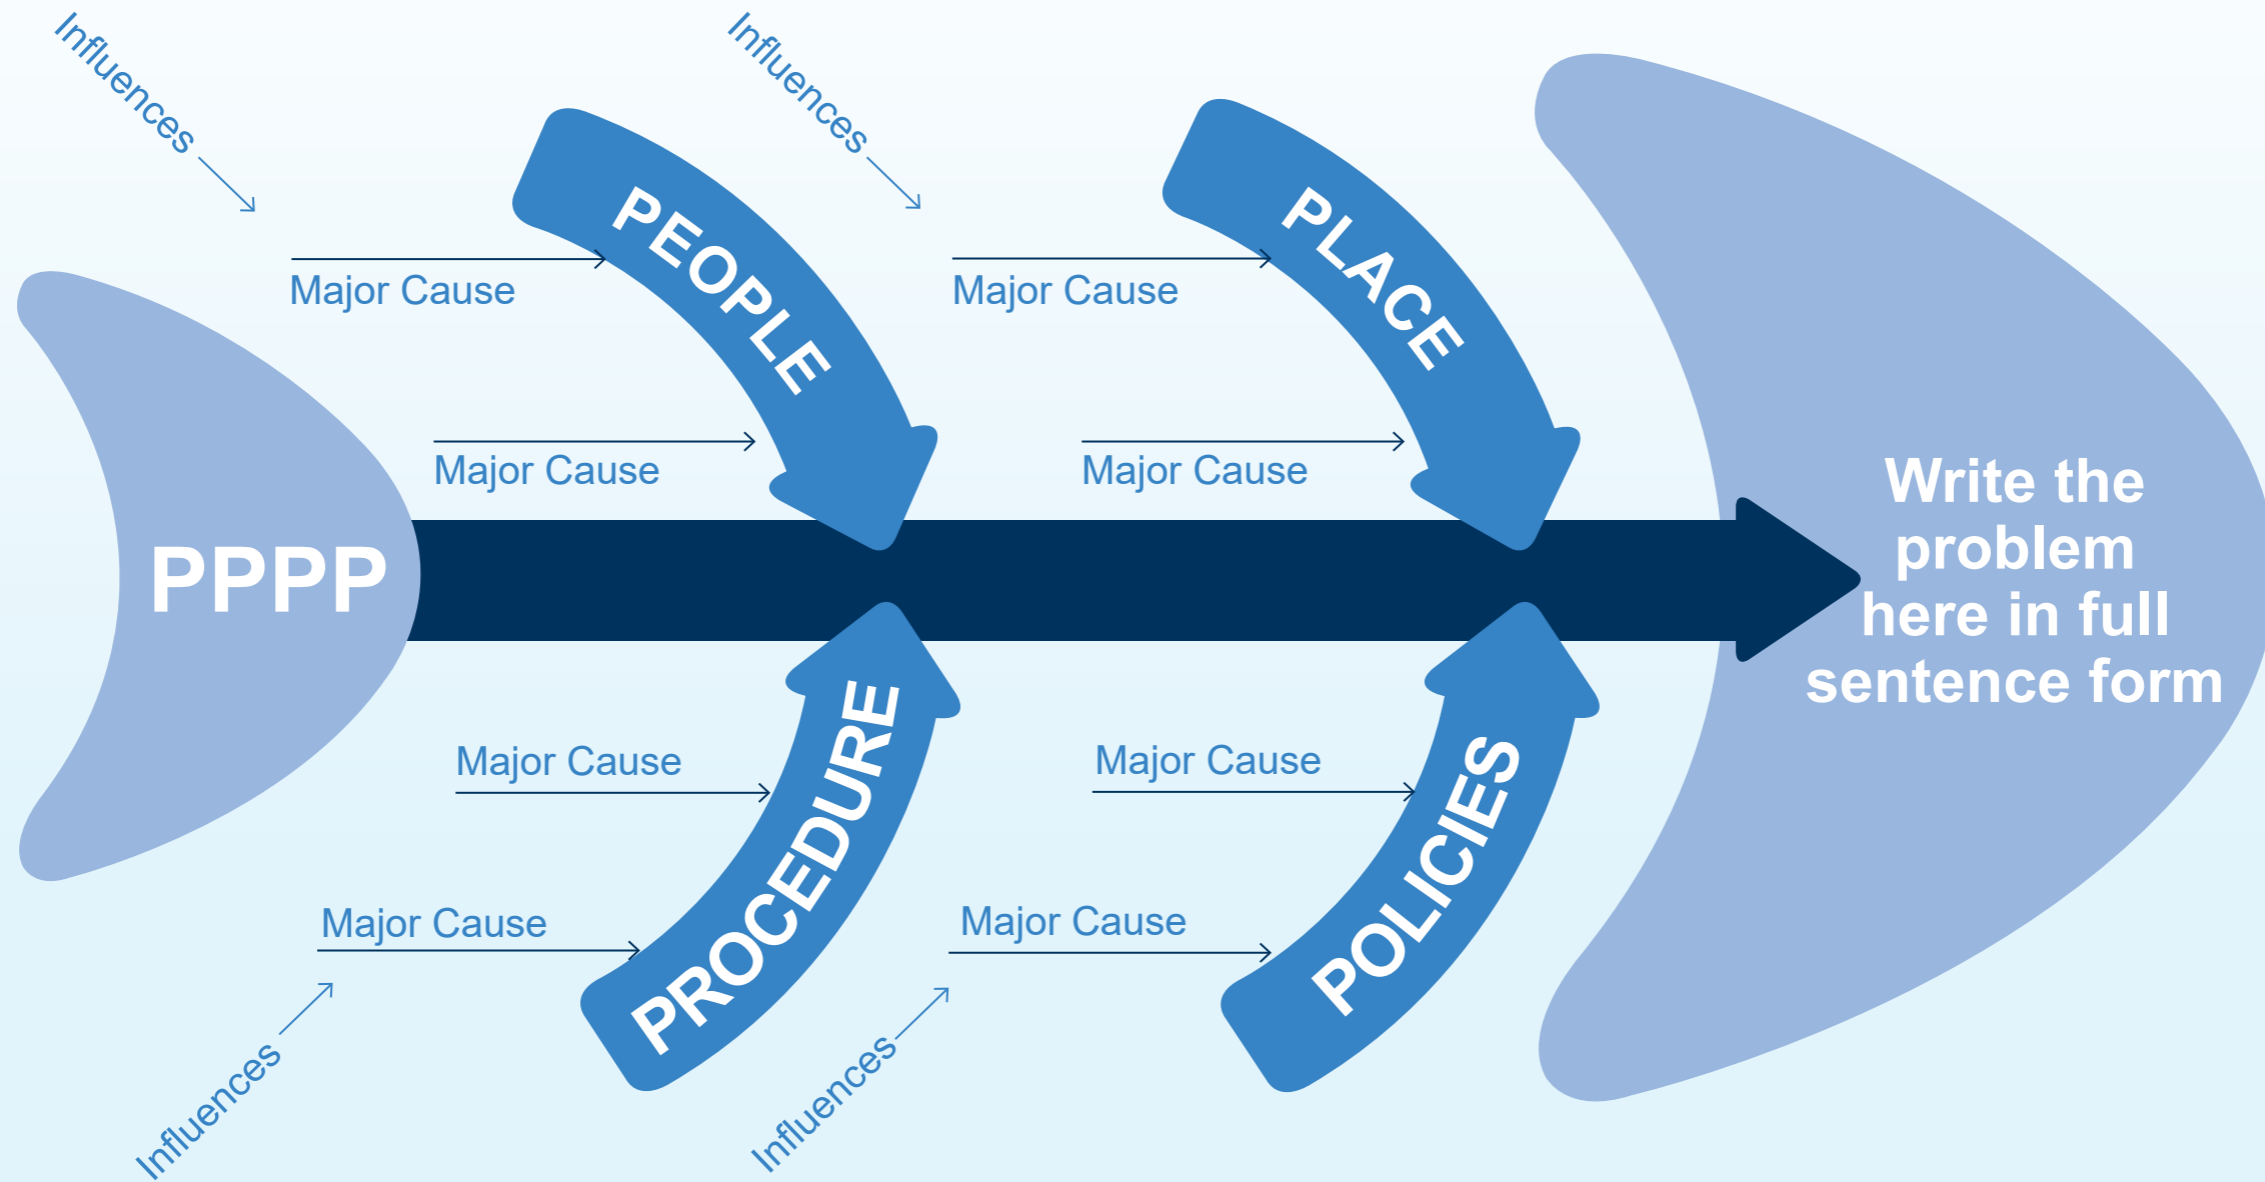 Influences
Influences
PEOPLE
PLACE
Major Cause
Major Cause
Major Cause
Major Cause
PPPP
Write the
problem
here in full
sentence form
PROCEDURE
POLICIES
Major Cause
Major Cause
Major Cause
Major Cause
Influences
Influences